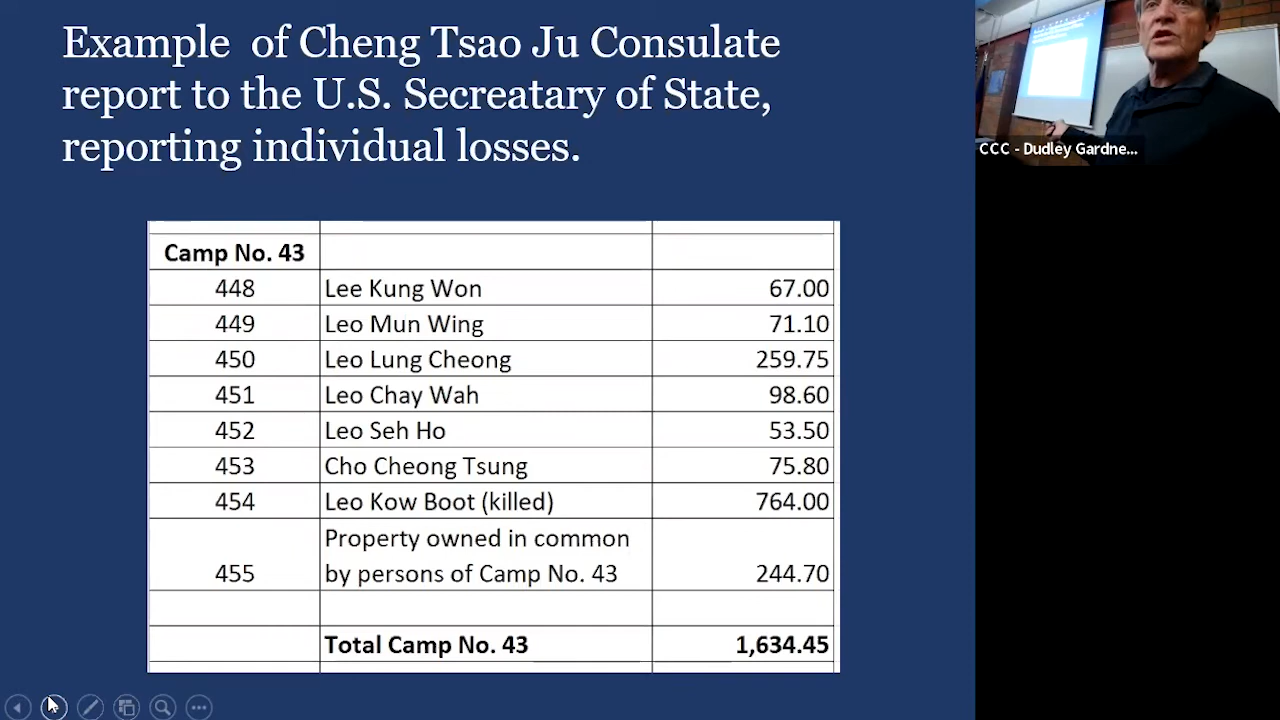 Example of Cheng Tsao Ju Consulate
report to the U.S. Secreatary of State,
reporting individual losses.
CCC - Dudley Gardne...
Camp No. 43
448 Lee Kung Won 67.00
449 Leo Mun Wing 71.10
450 Leo Lung Cheong 259.75
451 Leo Chay Wah 98.60
452 Leo Seh Ho 53.50
453 Cho Cheong Tsung 75.80
454 Leo Kow Boot (killed) 764.00
Property owned in common
455 by persons of Camp No. 43 244.70
Total Camp No. 43 1,634.45